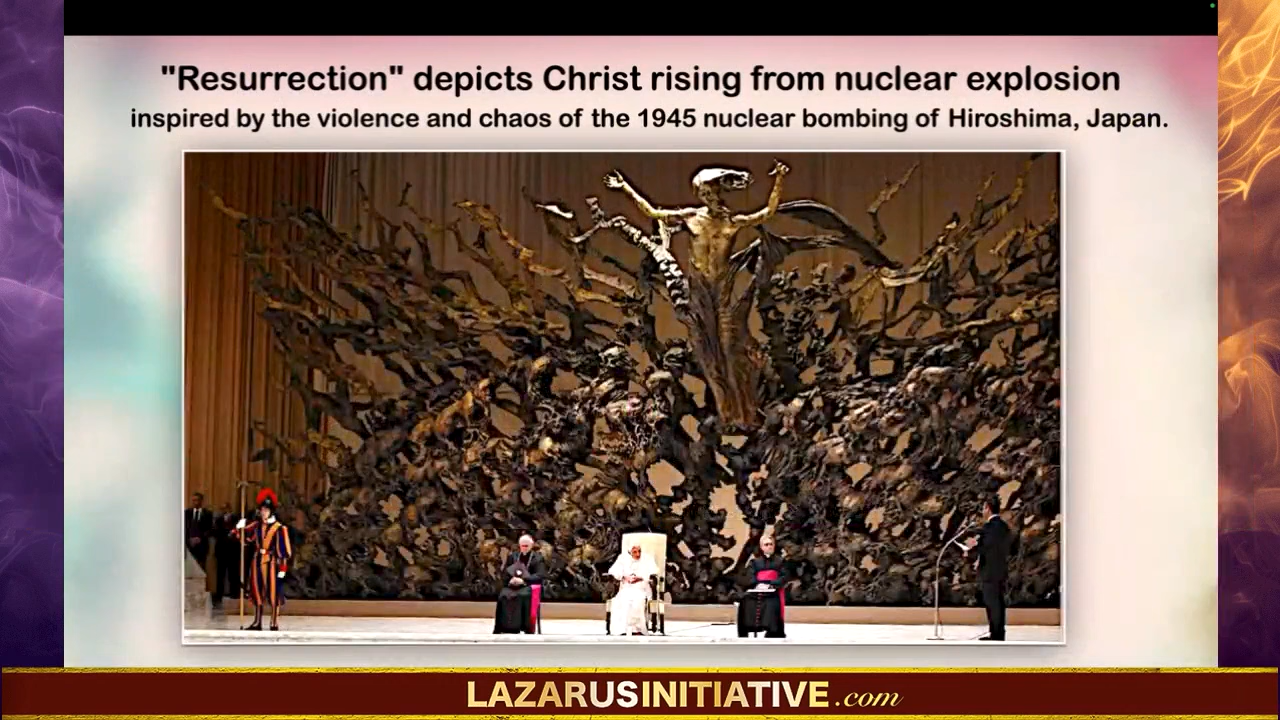 "Resurrection" depicts Christ rising from nuclear explosion
inspired by the violence and chaos of the 1945 nuclear bombing of Hiroshima, Japan.
LAZARUSINITIATIVE.com